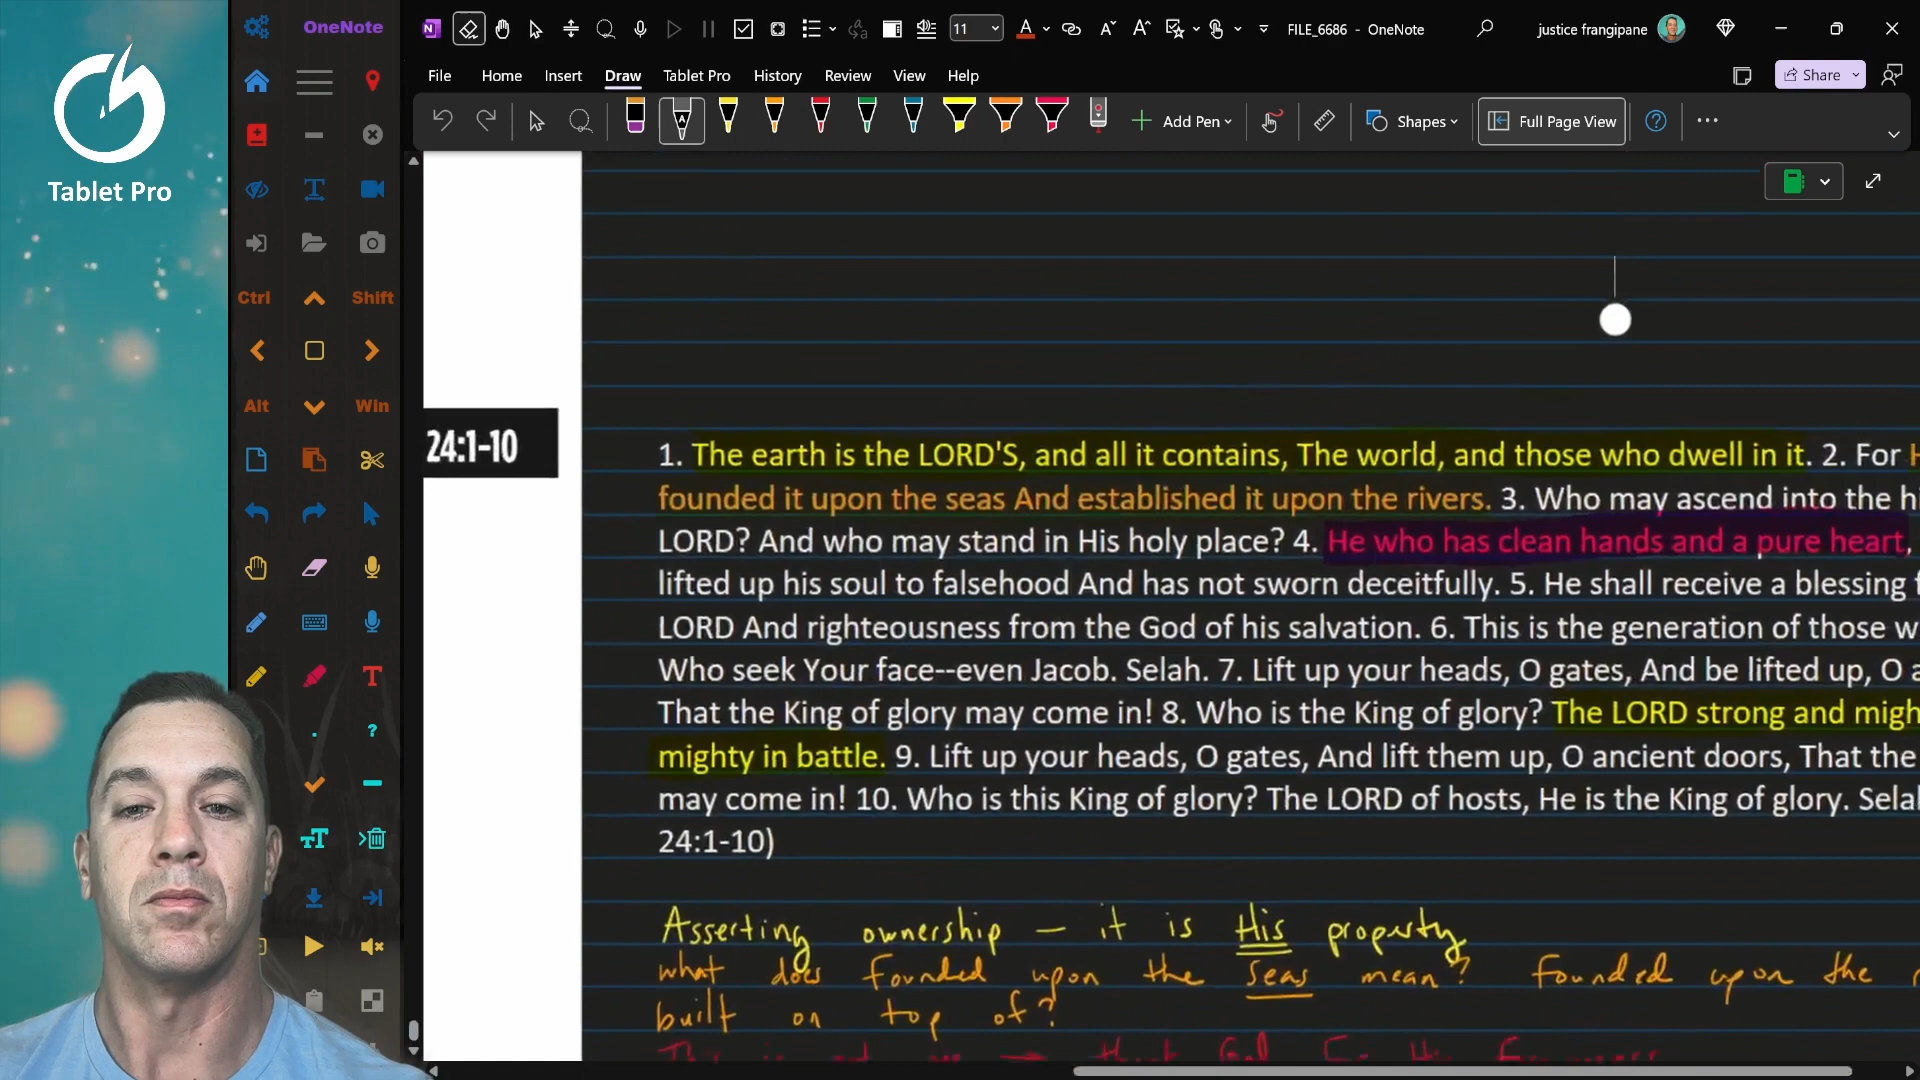 Tablet Pro
OneNote
Ctrl
Shift
Alt
Win
11
FILE_6686 - OneNote
justice frangipane
File Home Insert Draw Tablet Pro History Review View Help
Share
Add Pen
Shapes
Full Page View
24:1-10
1. The earth is the LORD'S, and all it contains, The world, and those who dwell in it. 2. For
founded it upon the seas And established it upon the rivers. 3. Who may ascend into the
LORD? And who may stand in His holy place? 4. He who has clean hands and a pure heart,
lifted up his soul to falsehood And has not sworn deceitfully. 5. He shall receive a blessing
LORD And righteousness from the God of his salvation. 6. This is the generation of those
Who seek Your face--even Jacob. Selah. 7. Lift up your heads, O gates, And be lifted up, O
That the King of glory may come in! 8. Who is the King of glory? The LORD strong and
mighty in battle. 9. Lift up your heads, O gates, And lift them up, O ancient doors, That the
may come in! 10. Who is this King of glory? The LORD of hosts, He is the King of glory.
24:1-10)
Asserting ownership — it is His property
what does founded upon the seas mean? founded upon the
built on top of?